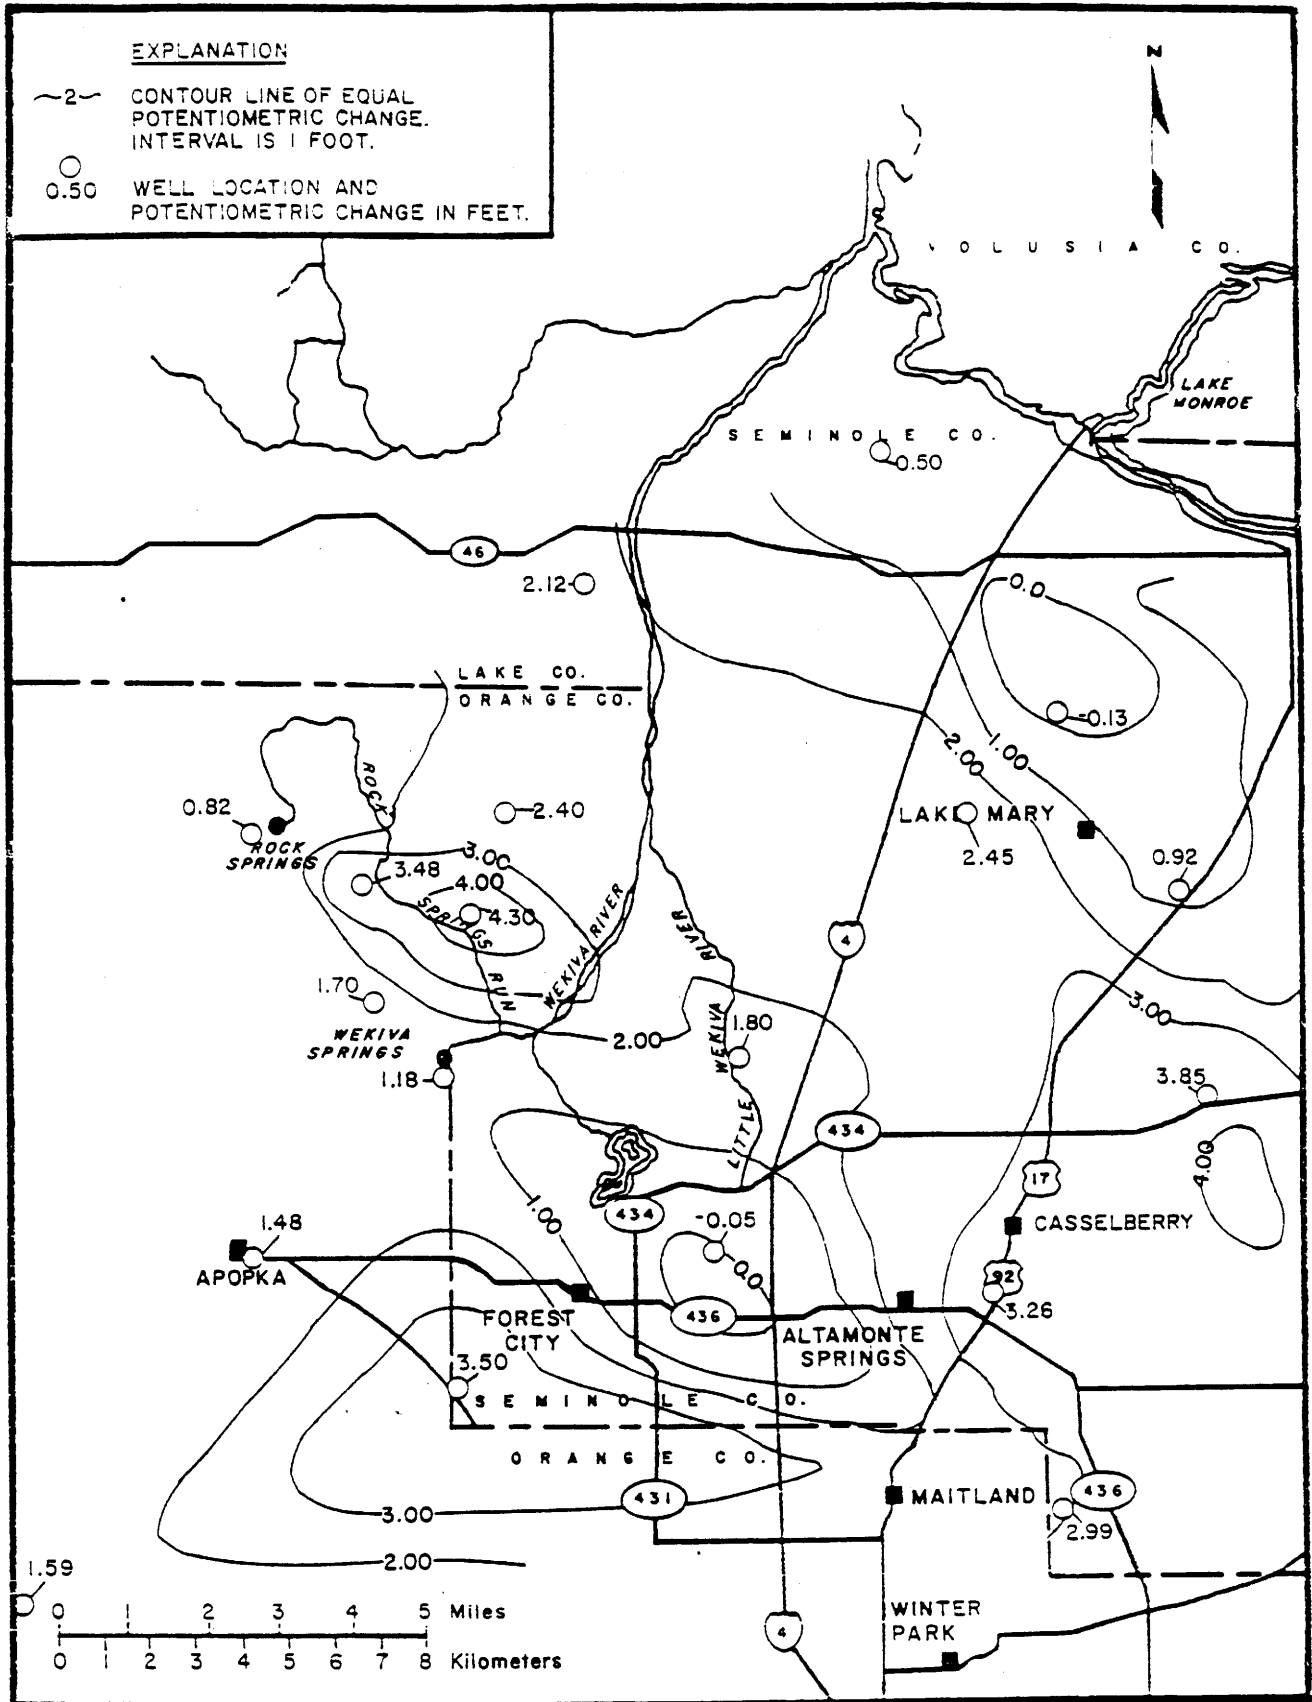 EXPLANATION
~2~ CONTOUR LINE OF EQUAL
POTENTIOMETRIC CHANGE.
INTERVAL IS 1 FOOT.
0.50 WELL LOCATION AND
POTENTIOMETRIC CHANGE IN FEET.
N
VOLUSIA CO.
LAKE
MONROE
SEMINOLE CO.
0.50
46
2.12
0.0
LAKE CO.
ORANGE CO.
-0.13
2.00
1.00
ROCK
0.82
2.40
LAKE MARY
ROCK
SPRINGS
3.00
2.45
0.92
3.48
4.00
SPRINGS
4.30
WEKIVA RIVER
RIVER
4
RUN
1.70
3.00
WEKIVA
SPRINGS
2.00
WEKIVA
1.80
1.18
3.85
LITTLE
434
4.00
17
1.00
434
-0.05
1.48
CASSELBERRY
APOPKA
0.0
92
3.26
FOREST
CITY
436
ALTAMONTE
SPRINGS
3.50
SEMINOLE CO.
ORANGE CO.
431
MAITLAND
436
3.00
2.99
2.00
1.59
0 1 2 3 4 5 Miles
0 1 2 3 4 5 6 7 8 Kilometers
4
WINTER
PARK